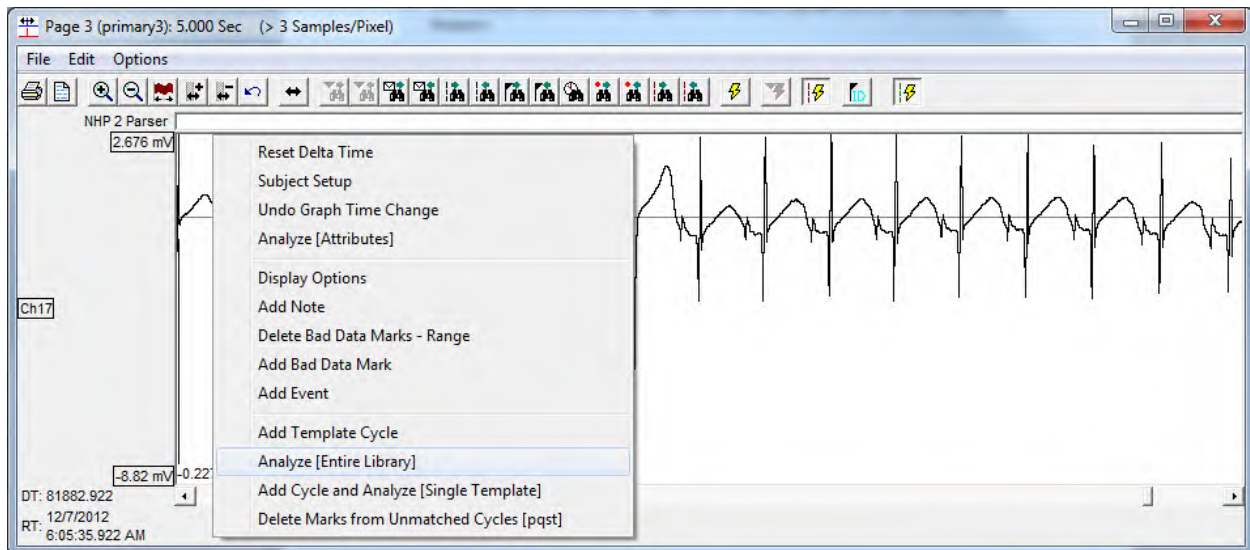 Page 3 (primary3): 5.000 Sec (> 3 Samples/Pixel)
File Edit Options
ID
NHP 2 Parser
2.676 mV
Reset Delta Time
Subject Setup
Undo Graph Time Change
Analyze [Attributes]
Display Options
Add Note
Delete Bad Data Marks - Range
Ch17
Add Bad Data Mark
Add Event
Add Template Cycle
Analyze [Entire Library]
-8.82 mV
Add Cycle and Analyze [Single Template]
DT: 81882.922
Delete Marks from Unmatched Cycles [pqst]
RT: 12/7/2012
6:05:35.922 AM